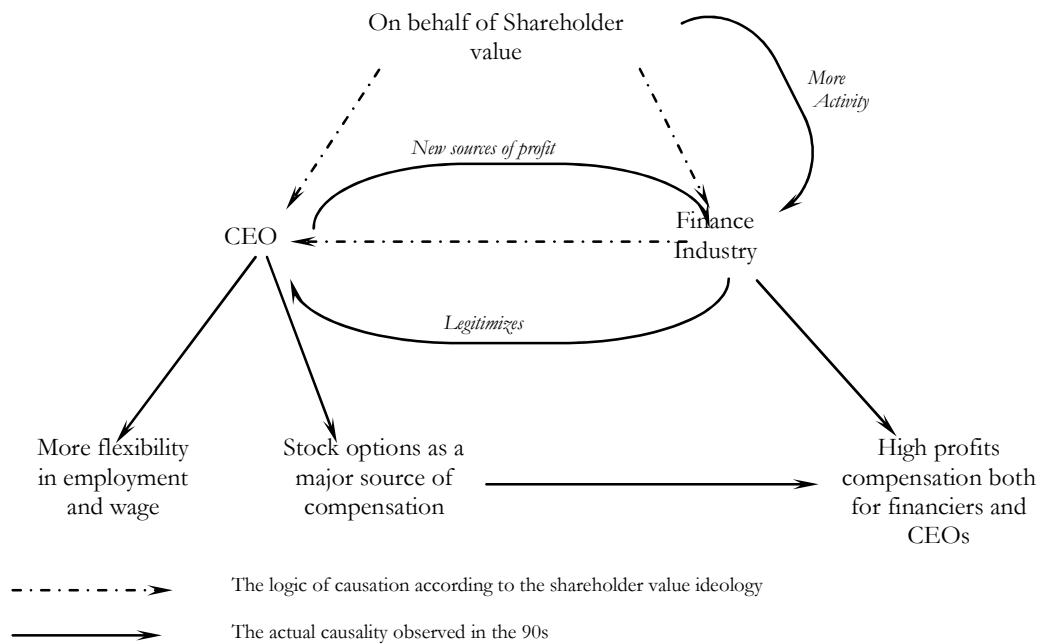 On behalf of Shareholder
value
More
Activity
New sources of profit
CEO
Finance
Industry
Legitimizes
More flexibility
in employment
and wage
Stock options as a
major source of
compensation
High profits
compensation both
for financiers and
CEOs
The logic of causation according to the shareholder value ideology
The actual causality observed in the 90s